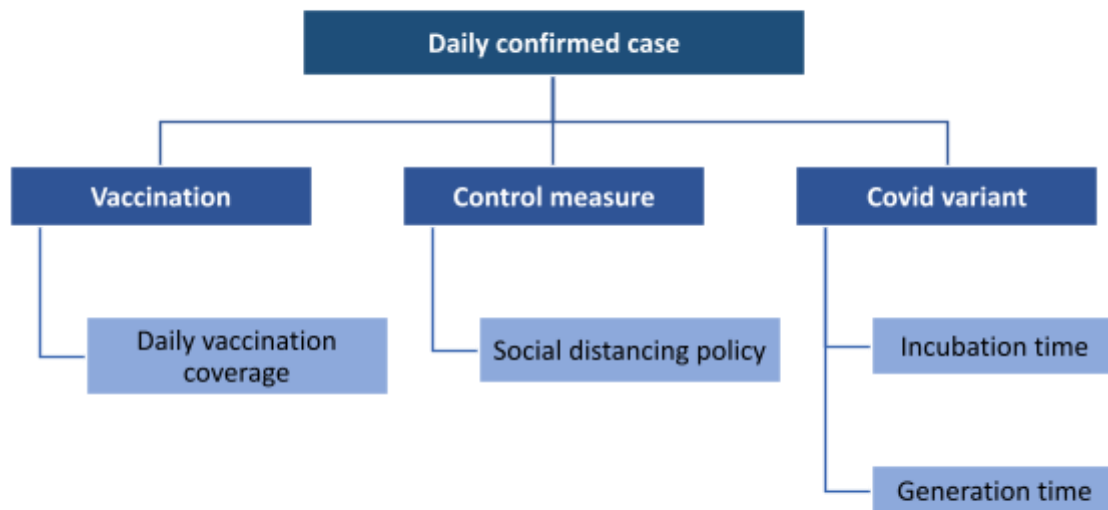 Daily confirmed case
Vaccination
Control measure
Covid variant
Daily vaccination
coverage
Social distancing policy
Incubation time
Generation time